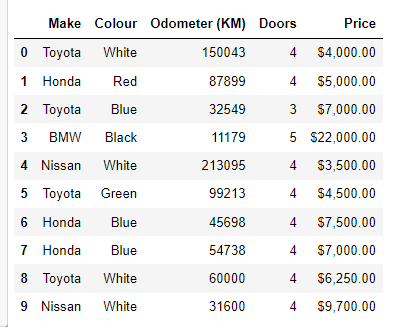 Make Colour Odometer (KM) Doors Price
0 Toyota White 150043 4 $4,000.00
1 Honda Red 87899 4 $5,000.00
2 Toyota Blue 32549 3 $7,000.00
3 BMW Black 11179 5 $22,000.00
4 Nissan White 213095 4 $3,500.00
5 Toyota Green 99213 4 $4,500.00
6 Honda Blue 45698 4 $7,500.00
7 Honda Blue 54738 4 $7,000.00
8 Toyota White 60000 4 $6,250.00
9 Nissan White 31600 4 $9,700.00